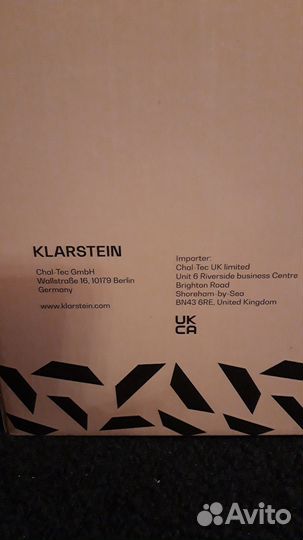 KLARSTEIN
Chal-Tec GmbH
Wallstraße 16, 10179 Berlin
Germany
www.klarstein.com
Importer:
Chal-Tec UK limited
Unit 6 Riverside business Centre
Brighton Road
Shoreham-by-Sea
BN43 6RE, United Kingdom
UK
CA
Avito